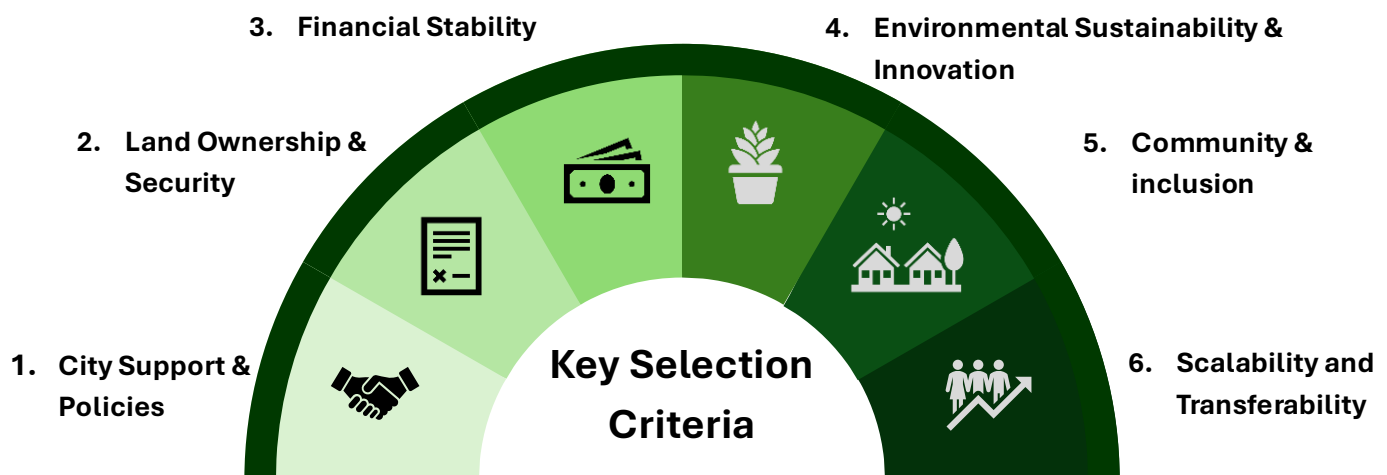 3. Financial Stability
4. Environmental Sustainability &
Innovation
2. Land Ownership &
Security
5. Community &
inclusion
1. City Support &
Policies
Key Selection
Criteria
6. Scalability and
Transferability